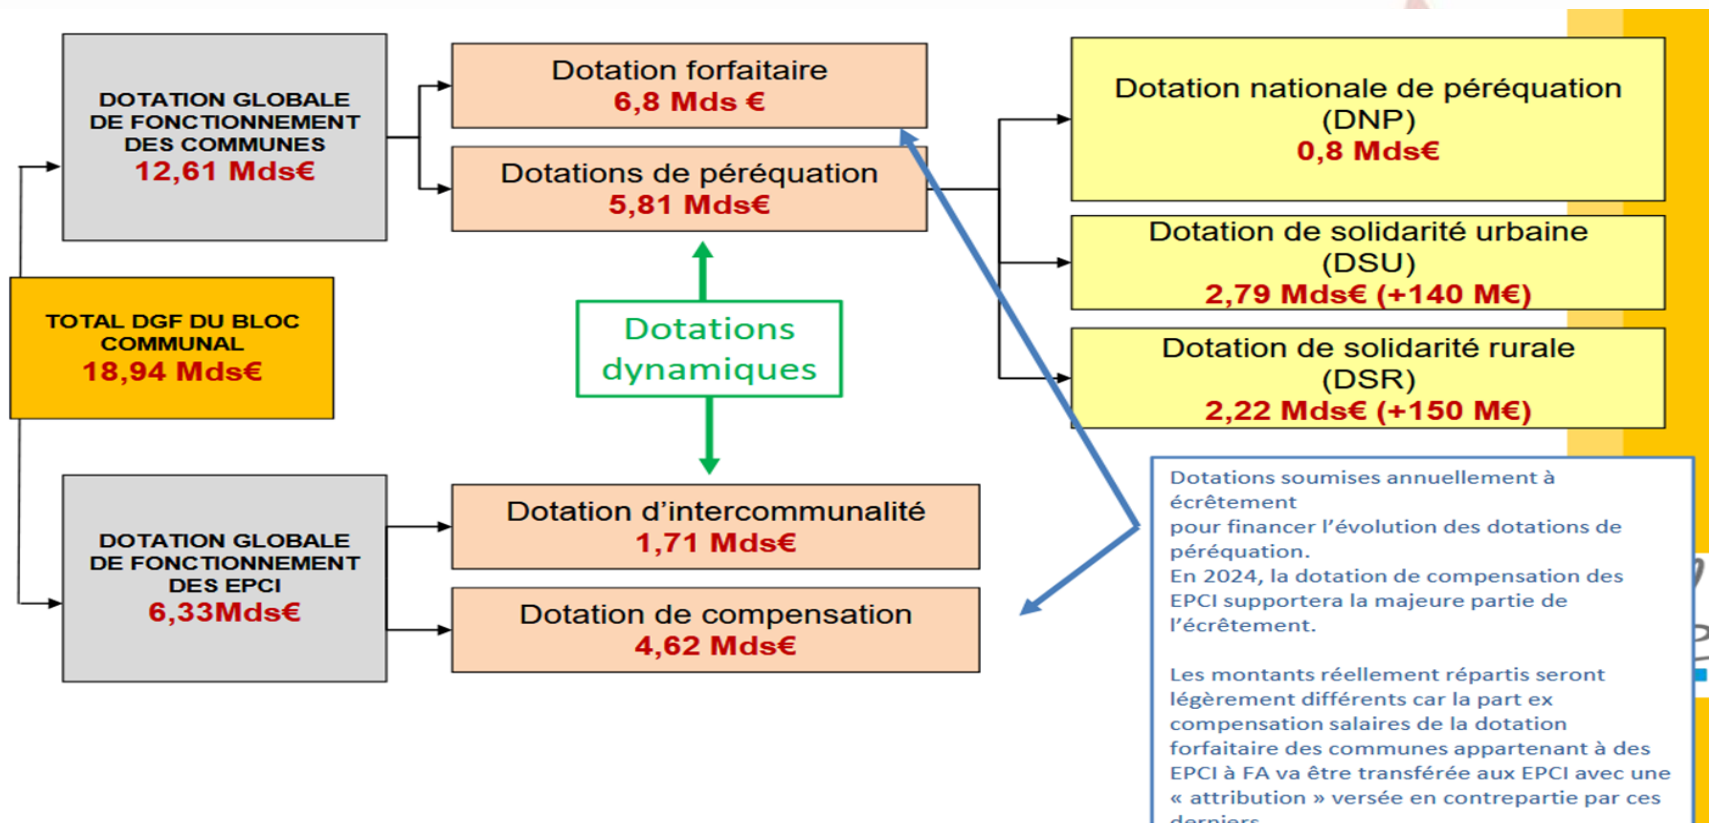 DOTATION GLOBALE
DE FONCTIONNEMENT
DES COMMUNES
12,61 Mds€
Dotation forfaitaire
6,8 Mds €
Dotations de péréquation
5,81 Mds€
Dotation nationale de péréquation
(DNP)
0,8 Mds€
Dotation de solidarité urbaine
(DSU)
2,79 Mds€ (+140 M€)
Dotation de solidarité rurale
(DSR)
2,22 Mds€ (+150 M€)
TOTAL DGF DU BLOC
COMMUNAL
18,94 Mds€
Dotations
dynamiques
DOTATION GLOBALE
DE FONCTIONNEMENT
DES EPCI
6,33Mds€
Dotation d’intercommunalité
1,71 Mds€
Dotation de compensation
4,62 Mds€
Dotations soumises annuellement à
écrêtement
pour financer l’évolution des dotations de
péréquation.
En 2024, la dotation de compensation des
EPCI supportera la majeure partie de
l’écrêtement.
Les montants réellement répartis seront
légèrement différents car la part ex
compensation salaires de la dotation
forfaitaire des communes appartenant à des
EPCI à FA va être transférée aux EPCI avec une
« attribution » versée en contrepartie par ces
derniers